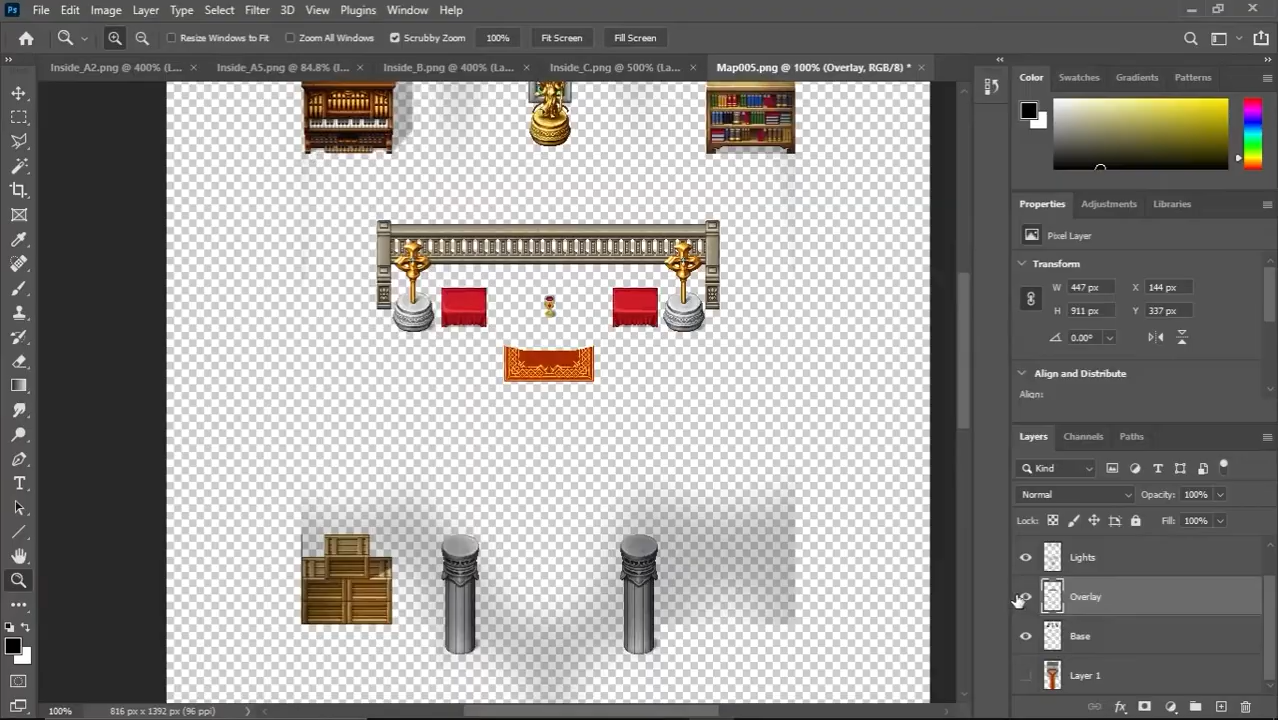 Ps File Edit Image Layer Type Select Filter 3D View Plugins Window Help
Resize Windows to Fit Zoom All Windows Scrubby Zoom 100% Fit Screen Fill Screen
Inside_A2.png @ 400% (L... × Inside_A5.png @ 84.8% (l... × Inside_B.png @ 400% (La... × Inside_C.png @ 500% (La... × Map005.png @ 100% (Overlay, RGB/8) * ×
Color Swatches Gradients Patterns
Properties Adjustments Libraries
Pixel Layer
Transform
W 447 px X 144 px
H 911 px Y 337 px
0.00°
Align and Distribute
Align:
Layers Channels Paths
Kind
Normal Opacity: 100%
Lock: Fill: 100%
Lights
Overlay
Base
Layer 1
100% 816 px x 1392 px (96 ppi)